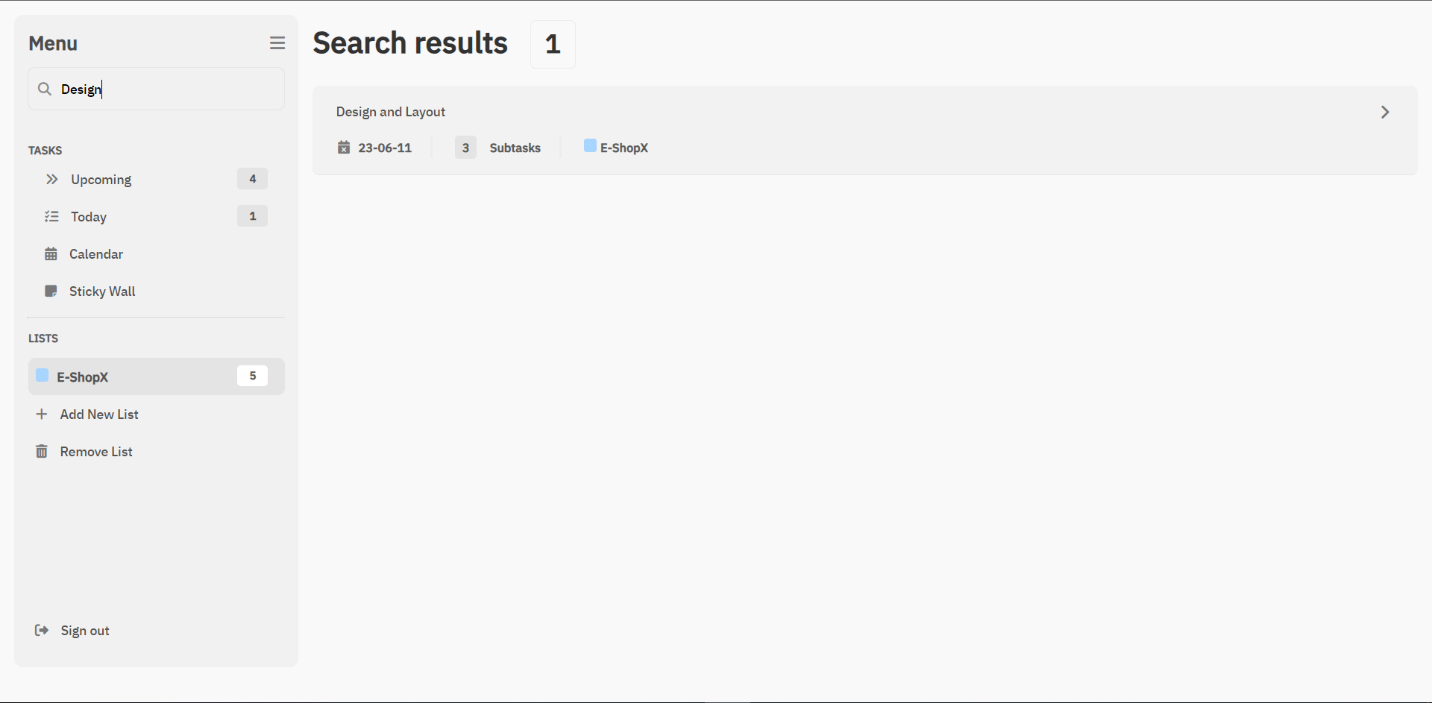 Menu
Design
TASKS
Upcoming 4
Today 1
Calendar
Sticky Wall
LISTS
E-ShopX 5
Add New List
Remove List
Sign out
Search results 1
Design and Layout
23-06-11 3 Subtasks E-ShopX